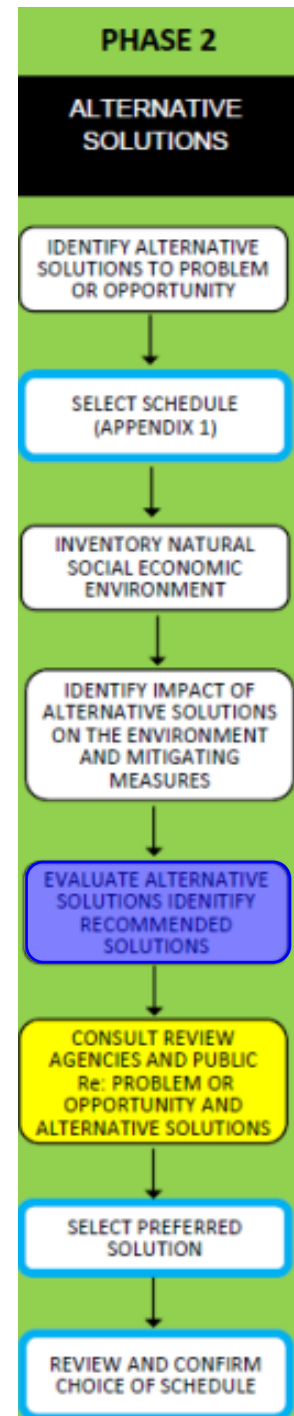 PHASE 2
ALTERNATIVE
SOLUTIONS
IDENTIFY ALTERNATIVE
SOLUTIONS TO PROBLEM
OR OPPORTUNITY
SELECT SCHEDULE
(APPENDIX 1)
INVENTORY NATURAL
SOCIAL ECONOMIC
ENVIRONMENT
IDENTIFY IMPACT OF
ALTERNATIVE SOLUTIONS
ON THE ENVIRONMENT
AND MITIGATING
MEASURES
EVALUATE ALTERNATIVE
SOLUTIONS IDENITIFY
RECOMMENDED
SOLUTIONS
CONSULT REVIEW
AGENCIES AND PUBLIC
Re: PROBLEM OR
OPPORTUNITY AND
ALTERNATIVE SOLUTIONS
SELECT PREFERRED
SOLUTION
REVIEW AND CONFIRM
CHOICE OF SCHEDULE